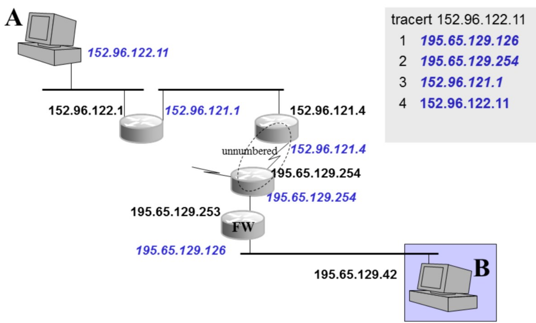 A
152.96.122.11
152.96.122.1
152.96.121.1
152.96.121.4
unnumbered
152.96.121.4
195.65.129.254
195.65.129.254
195.65.129.253
FW
195.65.129.126
195.65.129.42
B
tracert 152.96.122.11
1 195.65.129.126
2 195.65.129.254
3 152.96.121.1
4 152.96.122.11